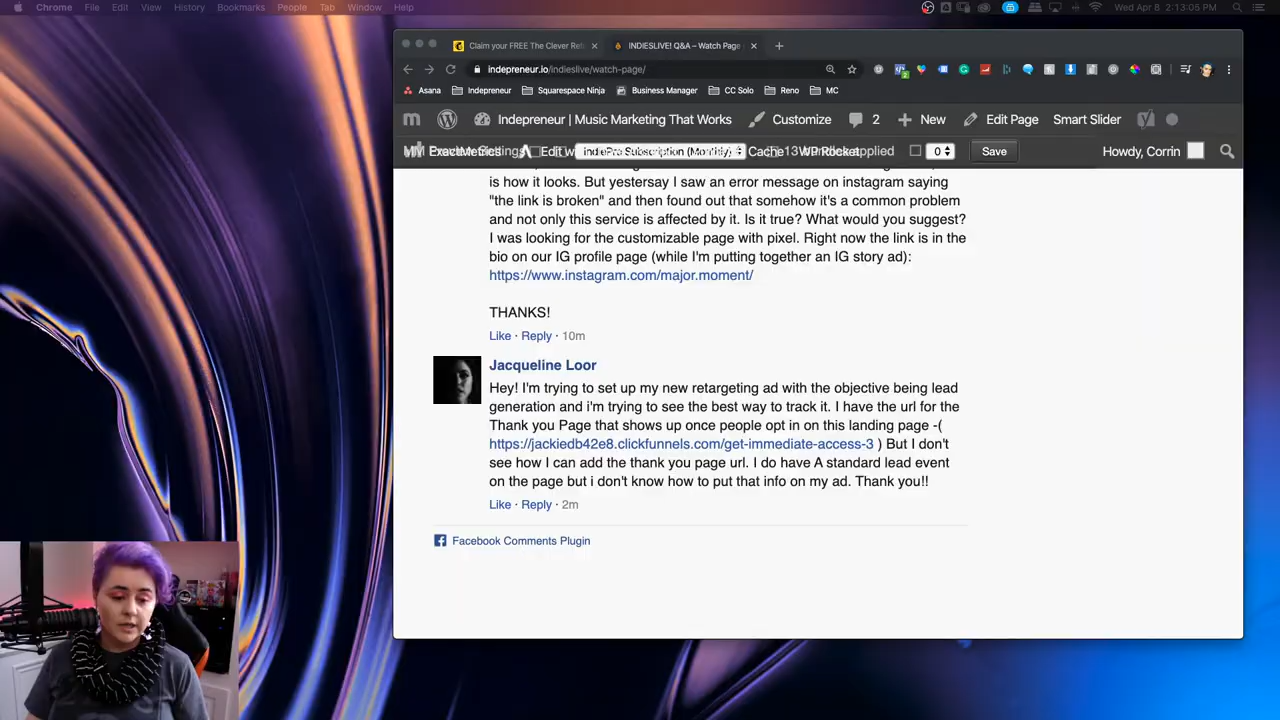 Chrome File Edit View History Bookmarks People Tab Window Help
Wed Apr 8 2:13:05 PM
Claim your FREE The Clever Ret
INDIESLIVE! Q&A – Watch Page
indepreneur.io/indieslive/watch-page/
Asana Indepreneur Squarespace Ninja Business Manager CC Solo Reno MC
Indepreneur | Music Marketing That Works Customize 2 New Edit Page Smart Slider
Edit wi Cache WP Rocket 0 Save Howdy, Corrin
is how it looks. But yestersay I saw an error message on instagram saying
"the link is broken" and then found out that somehow it's a common problem
and not only this service is affected by it. Is it true? What would you suggest?
I was looking for the customizable page with pixel. Right now the link is in the
bio on our IG profile page (while I'm putting together an IG story ad):
https://www.instagram.com/major.moment/
THANKS!
Like · Reply · 10m
Jacqueline Loor
Hey! I'm trying to set up my new retargeting ad with the objective being lead
generation and i'm trying to see the best way to track it. I have the url for the
Thank you Page that shows up once people opt in on this landing page -(
https://jackiedb42e8.clickfunnels.com/get-immediate-access-3 ) But I don't
see how I can add the thank you page url. I do have A standard lead event
on the page but i don't know how to put that info on my ad. Thank you!!
Like · Reply · 2m
Facebook Comments Plugin